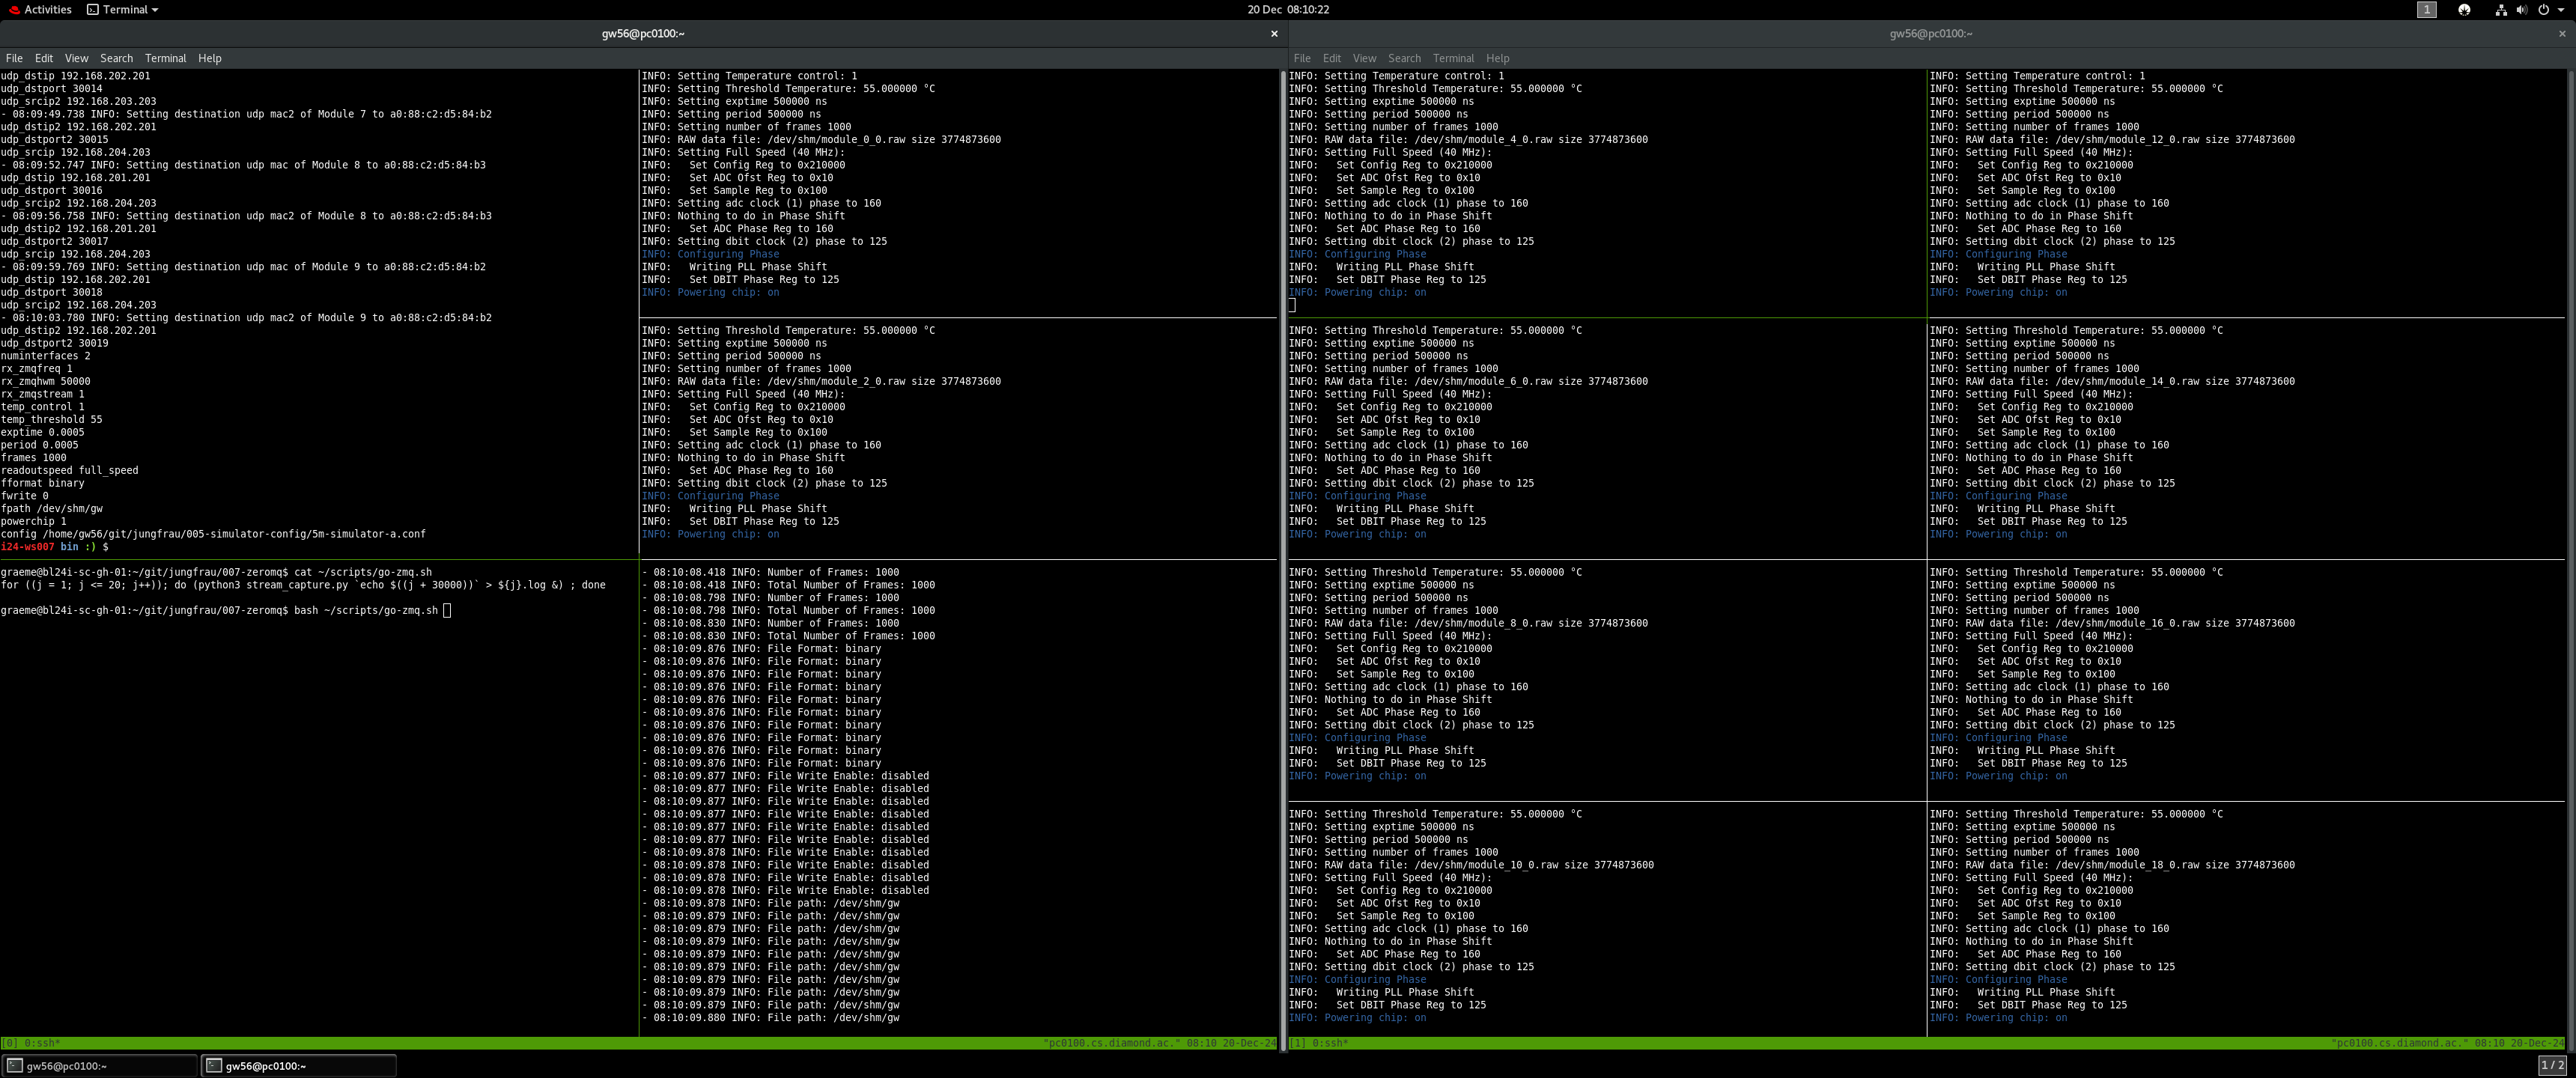 Activities
Terminal
20 Dec 08:10:22
1
gw56@pc0100:~
File Edit View Search Terminal Help
udp_dstip 192.168.202.201
udp_dstport 30014
udp_srcip2 192.168.203.203
- 08:09:49.738 INFO: Setting destination udp mac2 of Module 7 to a0:88:c2:d5:84:b2
udp_dstip2 192.168.202.201
udp_dstport2 30015
udp_srcip 192.168.204.203
- 08:09:52.747 INFO: Setting destination udp mac of Module 8 to a0:88:c2:d5:84:b3
udp_dstip 192.168.201.201
udp_dstport 30016
udp_srcip2 192.168.204.203
- 08:09:56.758 INFO: Setting destination udp mac2 of Module 8 to a0:88:c2:d5:84:b3
udp_dstip2 192.168.201.201
udp_dstport2 30017
udp_srcip 192.168.204.203
- 08:09:59.769 INFO: Setting destination udp mac of Module 9 to a0:88:c2:d5:84:b2
udp_dstip 192.168.202.201
udp_dstport 30018
udp_srcip2 192.168.204.203
- 08:10:03.780 INFO: Setting destination udp mac2 of Module 9 to a0:88:c2:d5:84:b2
udp_dstip2 192.168.202.201
udp_dstport2 30019
numinterfaces 2
rx_zmqfreq 1
rx_zmqhwm 50000
rx_zmqstream 1
temp_control 1
temp_threshold 55
exptime 0.0005
period 0.0005
frames 1000
readoutspeed full_speed
fformat binary
fwrite 0
fpath /dev/shm/gw
powerchip 1
config /home/gw56/git/jungfrau/005-simulator-config/5m-simulator-a.conf
i24-ws007 bin :) $
INFO: Setting Temperature control: 1
INFO: Setting Threshold Temperature: 55.000000 °C
INFO: Setting exptime 500000 ns
INFO: Setting period 500000 ns
INFO: Setting number of frames 1000
INFO: RAW data file: /dev/shm/module_0_0.raw size 3774873600
INFO: Setting Full Speed (40 MHz):
INFO:   Set Config Reg to 0x210000
INFO:   Set ADC Ofst Reg to 0x10
INFO:   Set Sample Reg to 0x100
INFO: Setting adc clock (1) phase to 160
INFO: Nothing to do in Phase Shift
INFO:   Set ADC Phase Reg to 160
INFO: Setting dbit clock (2) phase to 125
INFO: Configuring Phase
INFO:   Writing PLL Phase Shift
INFO:   Set DBIT Phase Reg to 125
INFO: Powering chip: on
INFO: Setting Threshold Temperature: 55.000000 °C
INFO: Setting exptime 500000 ns
INFO: Setting period 500000 ns
INFO: Setting number of frames 1000
INFO: RAW data file: /dev/shm/module_2_0.raw size 3774873600
INFO: Setting Full Speed (40 MHz):
INFO:   Set Config Reg to 0x210000
INFO:   Set ADC Ofst Reg to 0x10
INFO:   Set Sample Reg to 0x100
INFO: Setting adc clock (1) phase to 160
INFO: Nothing to do in Phase Shift
INFO:   Set ADC Phase Reg to 160
INFO: Setting dbit clock (2) phase to 125
INFO: Configuring Phase
INFO:   Writing PLL Phase Shift
INFO:   Set DBIT Phase Reg to 125
INFO: Powering chip: on
graeme@bl24i-sc-gh-01:~/git/jungfrau/007-zeromq$ cat ~/scripts/go-zmq.sh
for ((j = 1; j <= 20; j++)); do (python3 stream_capture.py `echo $((j + 30000))` > ${j}.log &) ; done
graeme@bl24i-sc-gh-01:~/git/jungfrau/007-zeromq$ bash ~/scripts/go-zmq.sh
- 08:10:08.418 INFO: Number of Frames: 1000
- 08:10:08.418 INFO: Total Number of Frames: 1000
- 08:10:08.798 INFO: Number of Frames: 1000
- 08:10:08.798 INFO: Total Number of Frames: 1000
- 08:10:08.830 INFO: Number of Frames: 1000
- 08:10:08.830 INFO: Total Number of Frames: 1000
- 08:10:09.876 INFO: File Format: binary
- 08:10:09.876 INFO: File Format: binary
- 08:10:09.876 INFO: File Format: binary
- 08:10:09.876 INFO: File Format: binary
- 08:10:09.876 INFO: File Format: binary
- 08:10:09.876 INFO: File Format: binary
- 08:10:09.876 INFO: File Format: binary
- 08:10:09.876 INFO: File Format: binary
- 08:10:09.876 INFO: File Format: binary
- 08:10:09.876 INFO: File Format: binary
- 08:10:09.877 INFO: File Write Enable: disabled
- 08:10:09.877 INFO: File Write Enable: disabled
- 08:10:09.877 INFO: File Write Enable: disabled
- 08:10:09.877 INFO: File Write Enable: disabled
- 08:10:09.877 INFO: File Write Enable: disabled
- 08:10:09.877 INFO: File Write Enable: disabled
- 08:10:09.878 INFO: File Write Enable: disabled
- 08:10:09.878 INFO: File Write Enable: disabled
- 08:10:09.878 INFO: File Write Enable: disabled
- 08:10:09.878 INFO: File Write Enable: disabled
- 08:10:09.878 INFO: File path: /dev/shm/gw
- 08:10:09.879 INFO: File path: /dev/shm/gw
- 08:10:09.879 INFO: File path: /dev/shm/gw
- 08:10:09.879 INFO: File path: /dev/shm/gw
- 08:10:09.879 INFO: File path: /dev/shm/gw
- 08:10:09.879 INFO: File path: /dev/shm/gw
- 08:10:09.879 INFO: File path: /dev/shm/gw
- 08:10:09.879 INFO: File path: /dev/shm/gw
- 08:10:09.879 INFO: File path: /dev/shm/gw
- 08:10:09.880 INFO: File path: /dev/shm/gw
[0] 0:ssh*
"pc0100.cs.diamond.ac." 08:10 20-Dec-24
gw56@pc0100:~
File Edit View Search Terminal Help
INFO: Setting Temperature control: 1
INFO: Setting Threshold Temperature: 55.000000 °C
INFO: Setting exptime 500000 ns
INFO: Setting period 500000 ns
INFO: Setting number of frames 1000
INFO: RAW data file: /dev/shm/module_4_0.raw size 3774873600
INFO: Setting Full Speed (40 MHz):
INFO:   Set Config Reg to 0x210000
INFO:   Set ADC Ofst Reg to 0x10
INFO:   Set Sample Reg to 0x100
INFO: Setting adc clock (1) phase to 160
INFO: Nothing to do in Phase Shift
INFO:   Set ADC Phase Reg to 160
INFO: Setting dbit clock (2) phase to 125
INFO: Configuring Phase
INFO:   Writing PLL Phase Shift
INFO:   Set DBIT Phase Reg to 125
INFO: Powering chip: on
INFO: Setting Threshold Temperature: 55.000000 °C
INFO: Setting exptime 500000 ns
INFO: Setting period 500000 ns
INFO: Setting number of frames 1000
INFO: RAW data file: /dev/shm/module_6_0.raw size 3774873600
INFO: Setting Full Speed (40 MHz):
INFO:   Set Config Reg to 0x210000
INFO:   Set ADC Ofst Reg to 0x10
INFO:   Set Sample Reg to 0x100
INFO: Setting adc clock (1) phase to 160
INFO: Nothing to do in Phase Shift
INFO:   Set ADC Phase Reg to 160
INFO: Setting dbit clock (2) phase to 125
INFO: Configuring Phase
INFO:   Writing PLL Phase Shift
INFO:   Set DBIT Phase Reg to 125
INFO: Powering chip: on
INFO: Setting Threshold Temperature: 55.000000 °C
INFO: Setting exptime 500000 ns
INFO: Setting period 500000 ns
INFO: Setting number of frames 1000
INFO: RAW data file: /dev/shm/module_8_0.raw size 3774873600
INFO: Setting Full Speed (40 MHz):
INFO:   Set Config Reg to 0x210000
INFO:   Set ADC Ofst Reg to 0x10
INFO:   Set Sample Reg to 0x100
INFO: Setting adc clock (1) phase to 160
INFO: Nothing to do in Phase Shift
INFO:   Set ADC Phase Reg to 160
INFO: Setting dbit clock (2) phase to 125
INFO: Configuring Phase
INFO:   Writing PLL Phase Shift
INFO:   Set DBIT Phase Reg to 125
INFO: Powering chip: on
INFO: Setting Threshold Temperature: 55.000000 °C
INFO: Setting exptime 500000 ns
INFO: Setting period 500000 ns
INFO: Setting number of frames 1000
INFO: RAW data file: /dev/shm/module_10_0.raw size 3774873600
INFO: Setting Full Speed (40 MHz):
INFO:   Set Config Reg to 0x210000
INFO:   Set ADC Ofst Reg to 0x10
INFO:   Set Sample Reg to 0x100
INFO: Setting adc clock (1) phase to 160
INFO: Nothing to do in Phase Shift
INFO:   Set ADC Phase Reg to 160
INFO: Setting dbit clock (2) phase to 125
INFO: Configuring Phase
INFO:   Writing PLL Phase Shift
INFO:   Set DBIT Phase Reg to 125
INFO: Powering chip: on
INFO: Setting Temperature control: 1
INFO: Setting Threshold Temperature: 55.000000 °C
INFO: Setting exptime 500000 ns
INFO: Setting period 500000 ns
INFO: Setting number of frames 1000
INFO: RAW data file: /dev/shm/module_12_0.raw size 3774873600
INFO: Setting Full Speed (40 MHz):
INFO:   Set Config Reg to 0x210000
INFO:   Set ADC Ofst Reg to 0x10
INFO:   Set Sample Reg to 0x100
INFO: Setting adc clock (1) phase to 160
INFO: Nothing to do in Phase Shift
INFO:   Set ADC Phase Reg to 160
INFO: Setting dbit clock (2) phase to 125
INFO: Configuring Phase
INFO:   Writing PLL Phase Shift
INFO:   Set DBIT Phase Reg to 125
INFO: Powering chip: on
INFO: Setting Threshold Temperature: 55.000000 °C
INFO: Setting exptime 500000 ns
INFO: Setting period 500000 ns
INFO: Setting number of frames 1000
INFO: RAW data file: /dev/shm/module_14_0.raw size 3774873600
INFO: Setting Full Speed (40 MHz):
INFO:   Set Config Reg to 0x210000
INFO:   Set ADC Ofst Reg to 0x10
INFO:   Set Sample Reg to 0x100
INFO: Setting adc clock (1) phase to 160
INFO: Nothing to do in Phase Shift
INFO:   Set ADC Phase Reg to 160
INFO: Setting dbit clock (2) phase to 125
INFO: Configuring Phase
INFO:   Writing PLL Phase Shift
INFO:   Set DBIT Phase Reg to 125
INFO: Powering chip: on
INFO: Setting Threshold Temperature: 55.000000 °C
INFO: Setting exptime 500000 ns
INFO: Setting period 500000 ns
INFO: Setting number of frames 1000
INFO: RAW data file: /dev/shm/module_16_0.raw size 3774873600
INFO: Setting Full Speed (40 MHz):
INFO:   Set Config Reg to 0x210000
INFO:   Set ADC Ofst Reg to 0x10
INFO:   Set Sample Reg to 0x100
INFO: Setting adc clock (1) phase to 160
INFO: Nothing to do in Phase Shift
INFO:   Set ADC Phase Reg to 160
INFO: Setting dbit clock (2) phase to 125
INFO: Configuring Phase
INFO:   Writing PLL Phase Shift
INFO:   Set DBIT Phase Reg to 125
INFO: Powering chip: on
INFO: Setting Threshold Temperature: 55.000000 °C
INFO: Setting exptime 500000 ns
INFO: Setting period 500000 ns
INFO: Setting number of frames 1000
INFO: RAW data file: /dev/shm/module_18_0.raw size 3774873600
INFO: Setting Full Speed (40 MHz):
INFO:   Set Config Reg to 0x210000
INFO:   Set ADC Ofst Reg to 0x10
INFO:   Set Sample Reg to 0x100
INFO: Setting adc clock (1) phase to 160
INFO: Nothing to do in Phase Shift
INFO:   Set ADC Phase Reg to 160
INFO: Setting dbit clock (2) phase to 125
INFO: Configuring Phase
INFO:   Writing PLL Phase Shift
INFO:   Set DBIT Phase Reg to 125
INFO: Powering chip: on
[1] 0:ssh*
"pc0100.cs.diamond.ac." 08:10 20-Dec-24
gw56@pc0100:~
gw56@pc0100:~
1 / 2